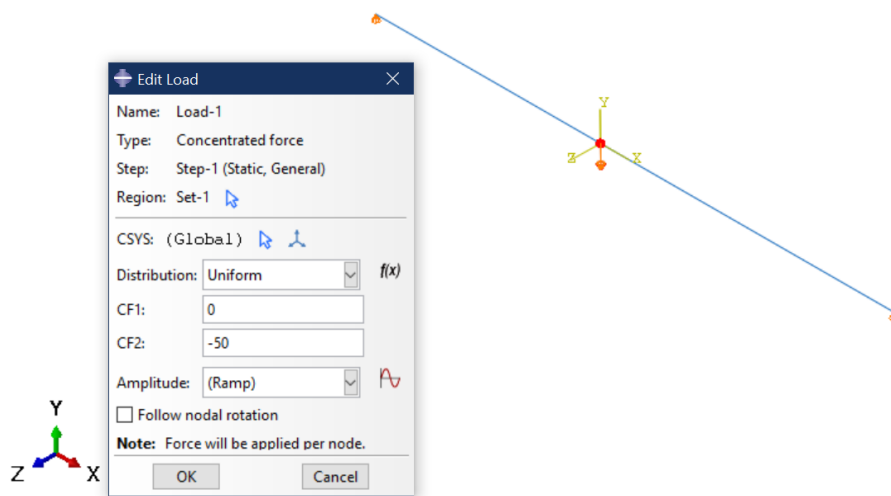 Edit Load
Name: Load-1
Type: Concentrated force
Step: Step-1 (Static, General)
Region: Set-1
CSYS: (Global)
Distribution: Uniform f(x)
CF1: 0
CF2: -50
Amplitude: (Ramp)
Follow nodal rotation
Note: Force will be applied per node.
OK Cancel
Y
Z X
Y
Z X